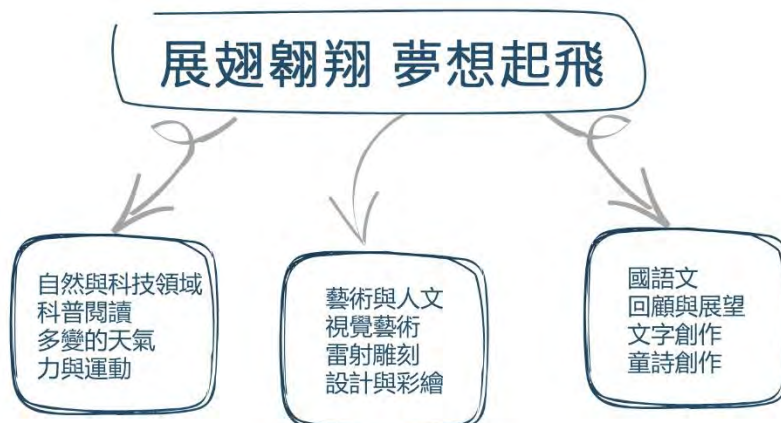 展翅翱翔 夢想起飛
自然與科技領域
科普閱讀
多變的天氣
力與運動
藝術與人文
視覺藝術
雷射雕刻
設計與彩繪
國語文
回顧與展望
文字創作
童詩創作